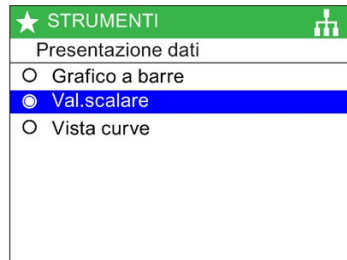 STRUMENTI
Presentazione dati
Grafico a barre
Val.scalare
Vista curve